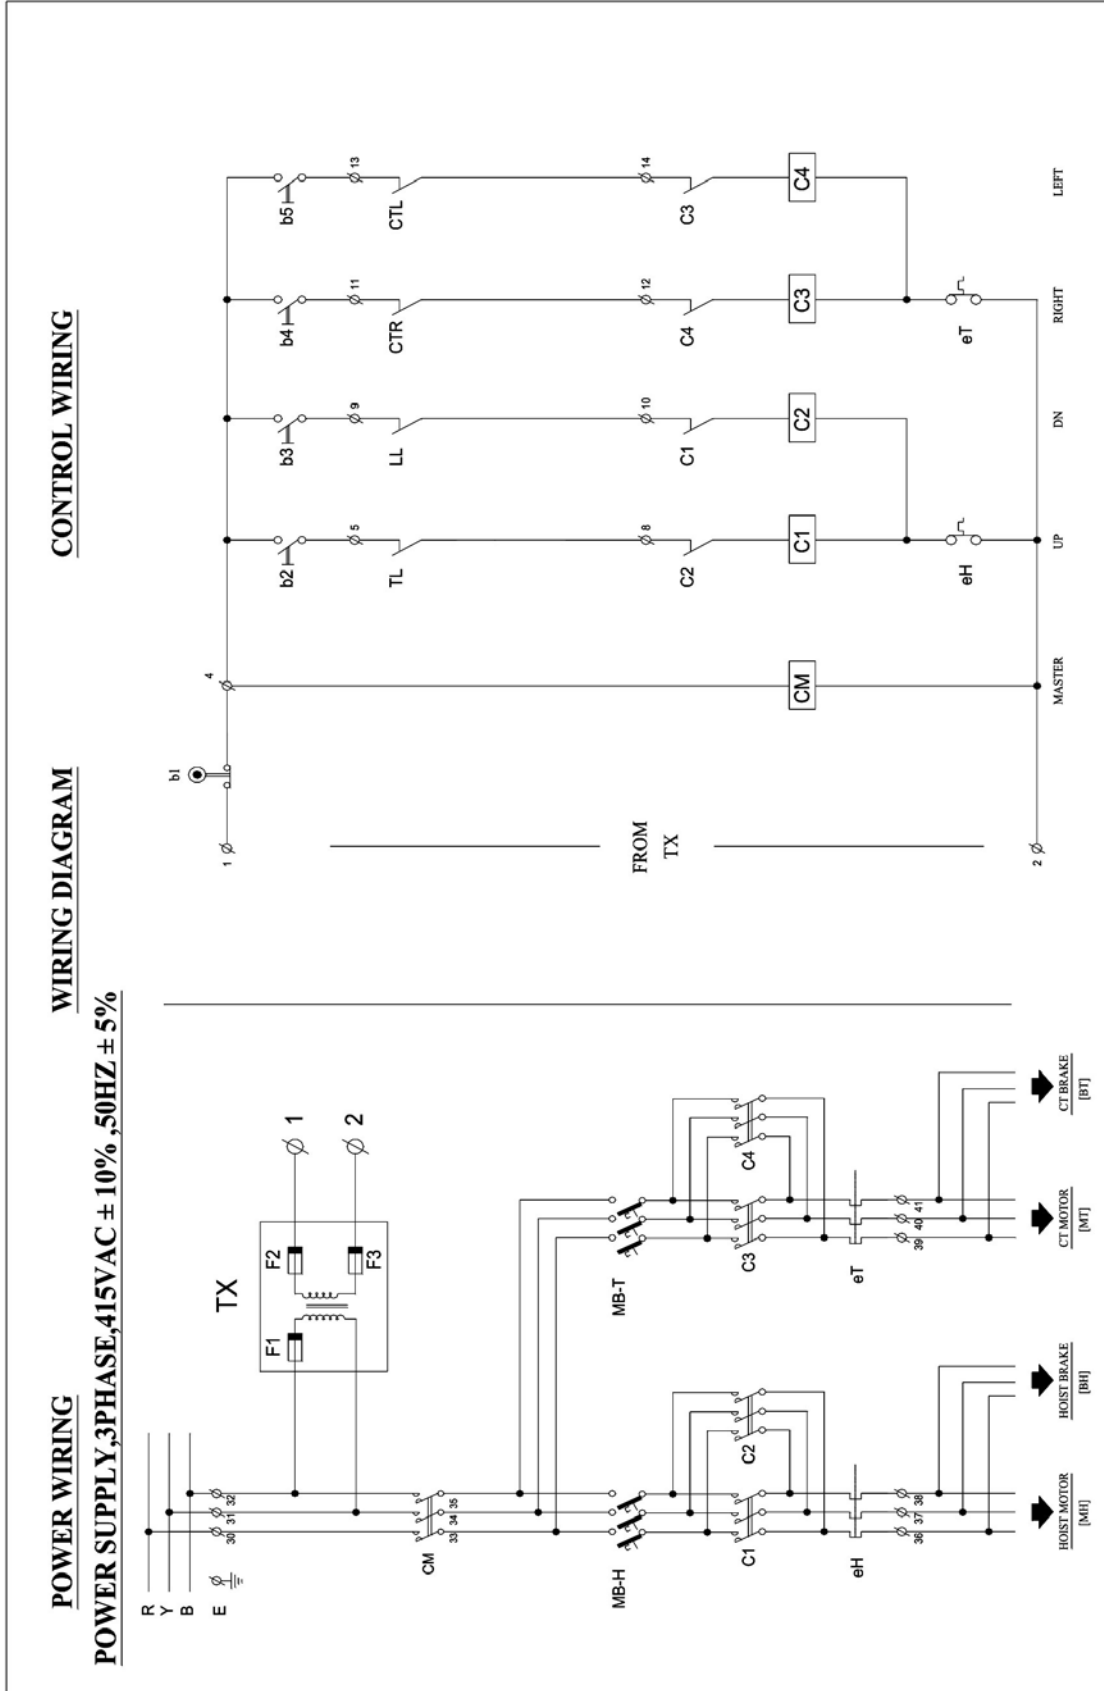 POWER WIRING
WIRING DIAGRAM
CONTROL WIRING
POWER SUPPLY,3PHASE,415VAC ± 10% ,50HZ ± 5%
R
Y
B
E
30
31
32
TX
F1
F2
F3
1
2
CM
33
34
35
MB-H
MB-T
C1
C2
C3
C4
eH
eT
36
37
38
39
40
41
HOIST MOTOR
[MH]
HOIST BRAKE
[BH]
CT MOTOR
[MT]
CT BRAKE
[BT]
b1
1
4
b2
b3
b4
b5
5
9
11
13
TL
LL
CTR
CTL
FROM
TX
8
10
12
14
C2
C1
C4
C3
CM
C1
C2
C3
C4
eH
eT
2
MASTER
UP
DN
RIGHT
LEFT